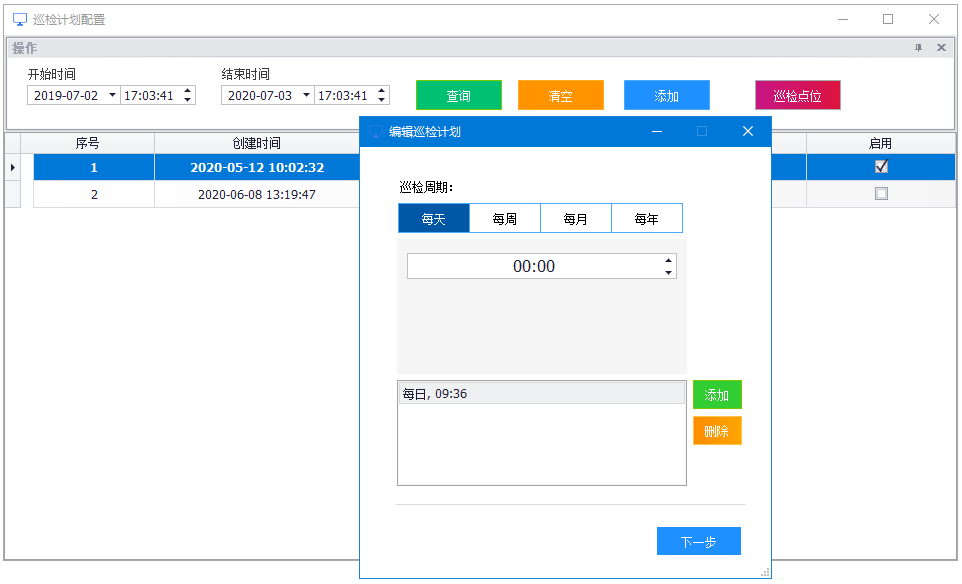 巡检计划配置
操作
开始时间 结束时间
2019-07-02 17:03:41 2020-07-03 17:03:41 查询 清空 添加 巡检点位
编辑巡检计划
序号 创建时间 启用
1 2020-05-12 10:02:32
2 2020-06-08 13:19:47
巡检周期：
每天 每周 每月 每年
00:00
每日, 09:36
添加
删除
下一步